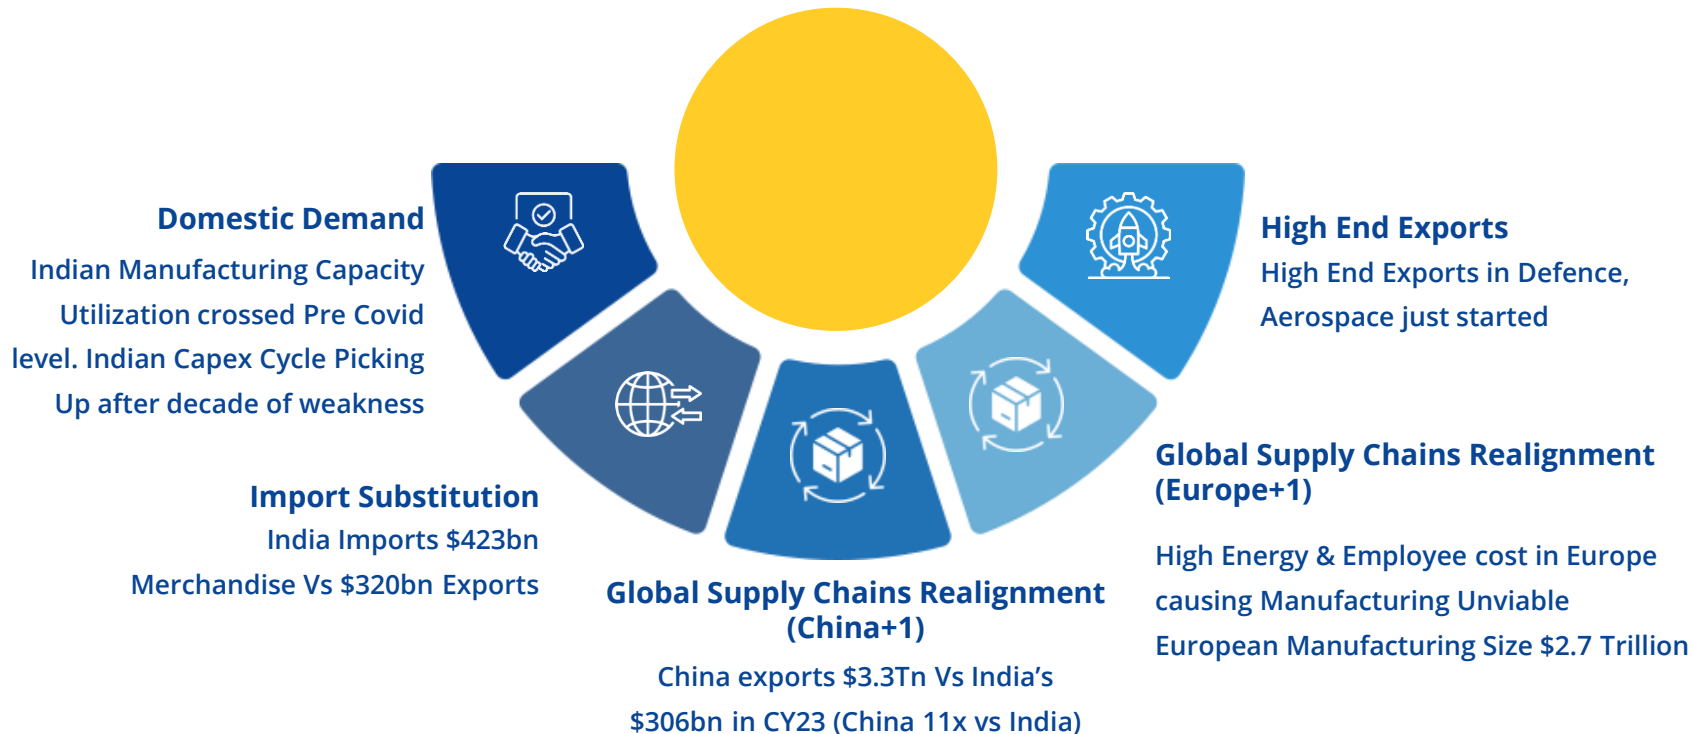 Domestic Demand
Indian Manufacturing Capacity
Utilization crossed Pre Covid
level. Indian Capex Cycle Picking
Up after decade of weakness
Import Substitution
India Imports $423bn
Merchandise Vs $320bn Exports
Global Supply Chains Realignment
(China+1)
China exports $3.3Tn Vs India’s
$306bn in CY23 (China 11x vs India)
Global Supply Chains Realignment
(Europe+1)
High Energy & Employee cost in Europe
causing Manufacturing Unviable
European Manufacturing Size $2.7 Trillion
High End Exports
High End Exports in Defence,
Aerospace just started